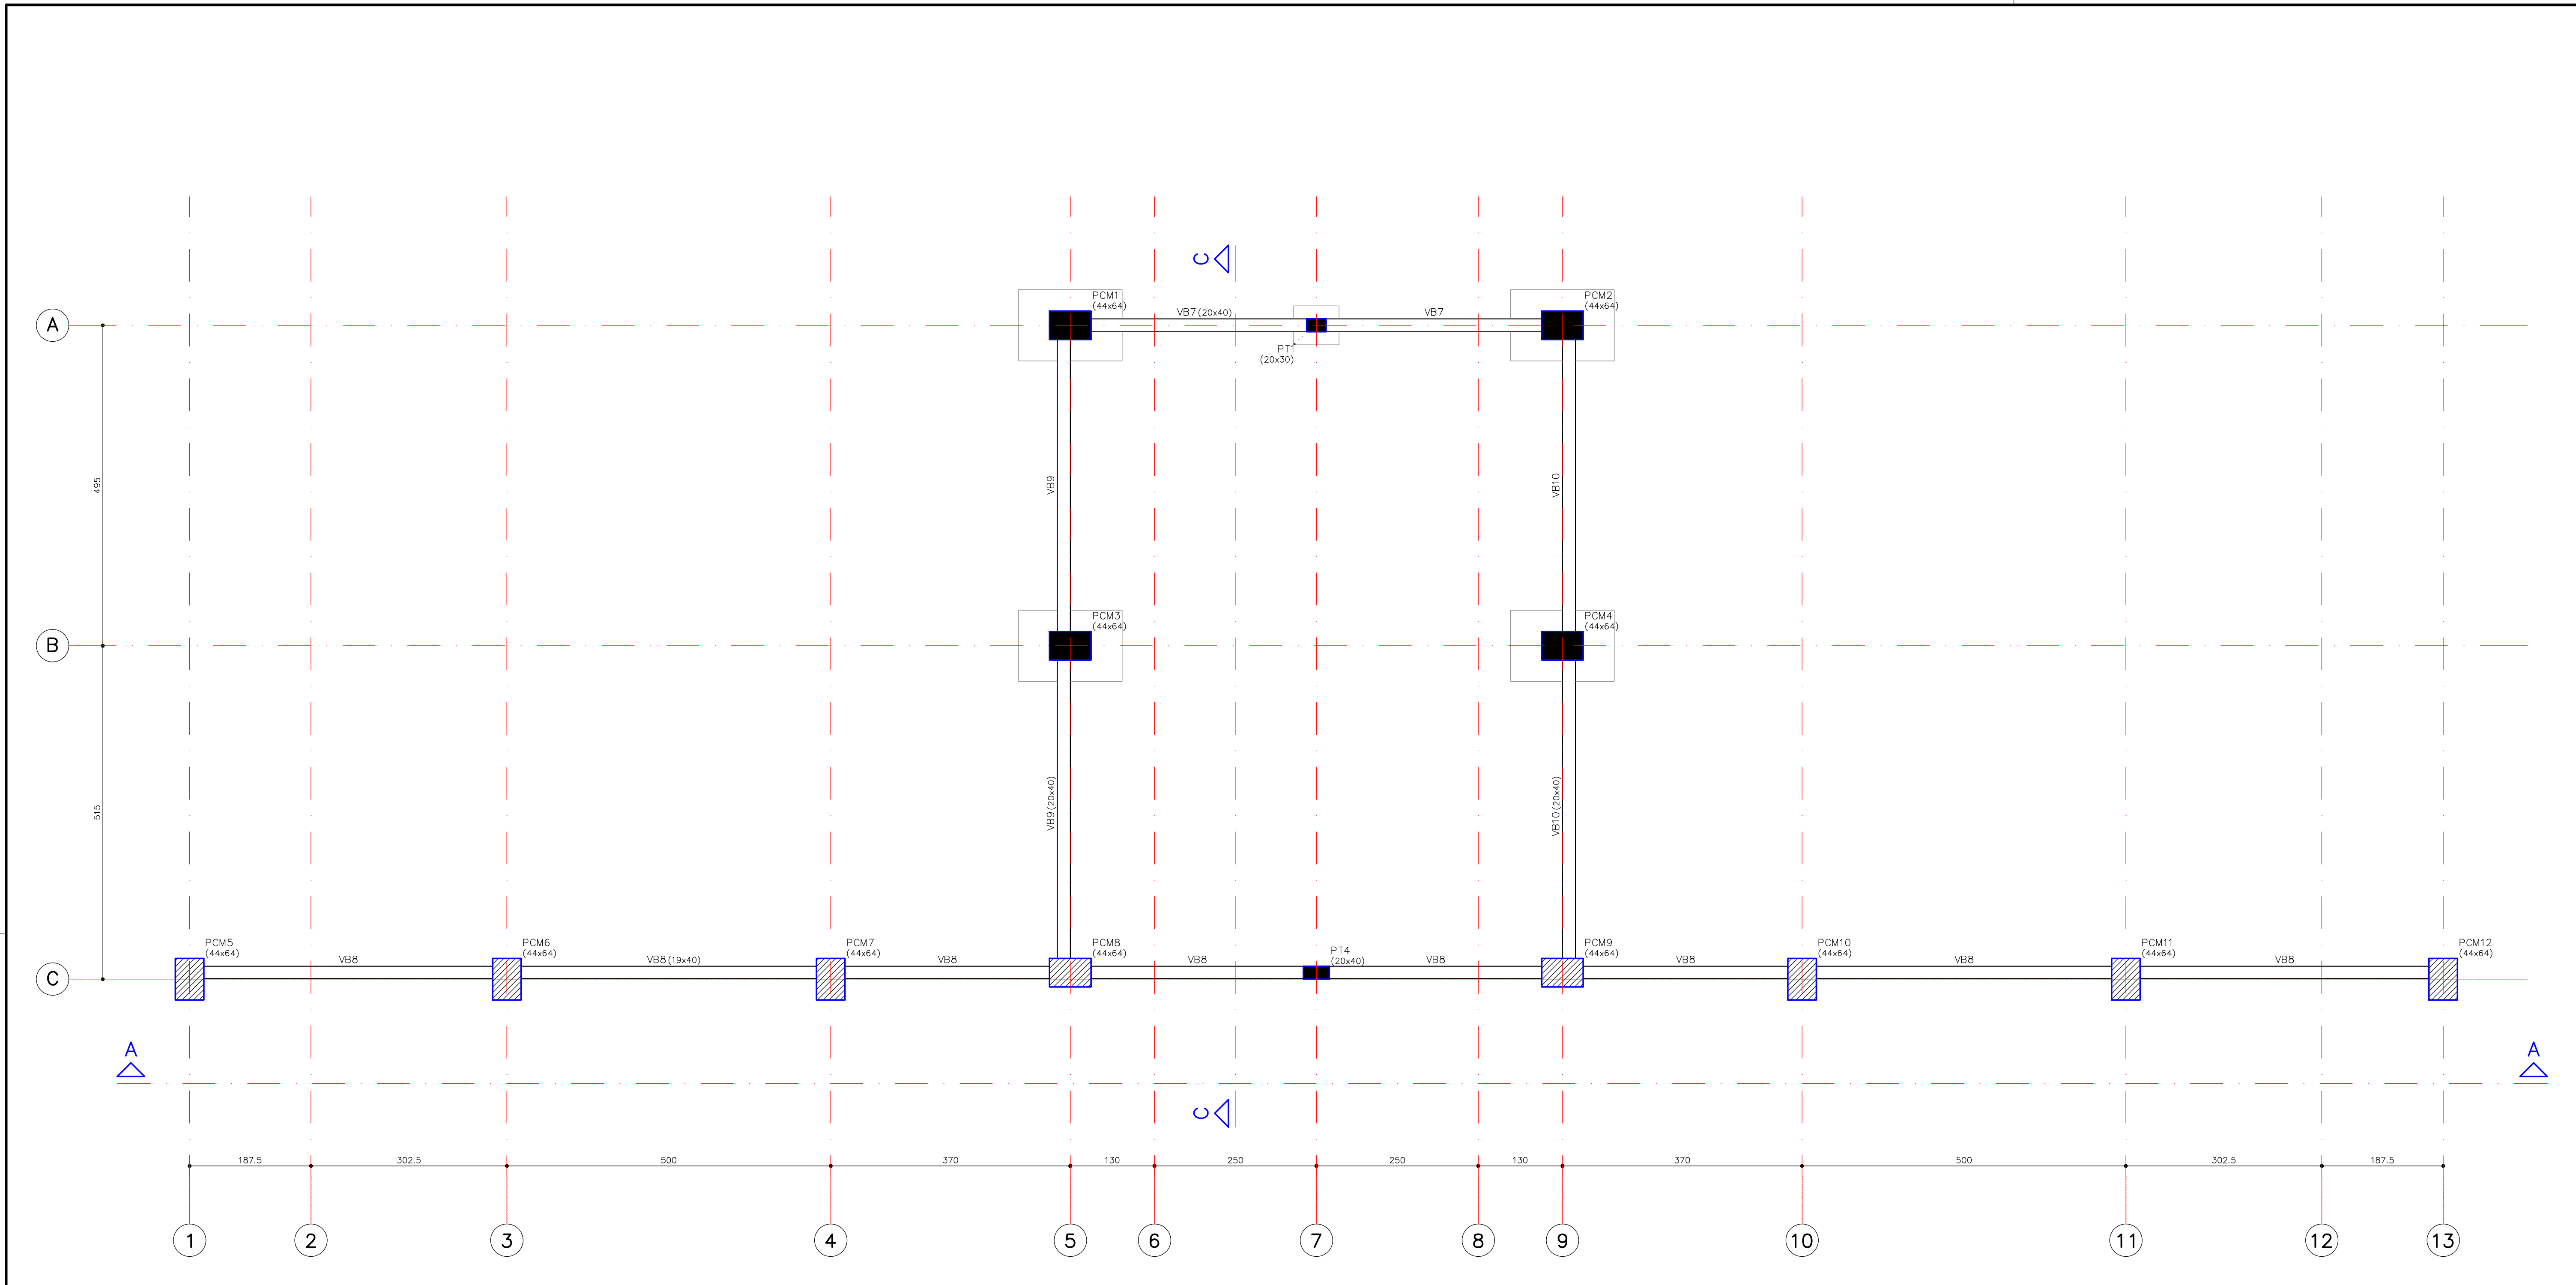 C
A
PCM1
(44x64)
VB7 (20x40)
VB7
PCM2
(44x64)
PT1
(20x30)
495
VB9
VB10
B
PCM3
(44x64)
PCM4
(44x64)
515
VB9 (20x40)
VB10 (20x40)
C
PCM5
(44x64)
VB8
PCM6
(44x64)
VB8 (19x40)
PCM7
(44x64)
VB8
PCM8
(44x64)
VB8
PT4
(20x40)
VB8
PCM9
(44x64)
VB8
PCM10
(44x64)
VB8
PCM11
(44x64)
VB8
PCM12
(44x64)
A
A
C
187.5 302.5 500 370 130 250 250 130 370 500 302.5 187.5
1 2 3 4 5 6 7 8 9 10 11 12 13